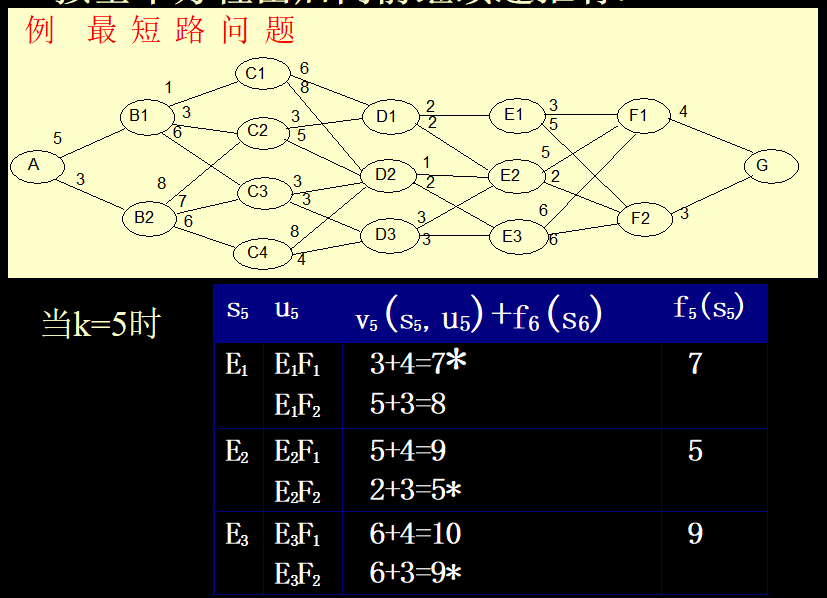 例 最 短 路 问 题
C1 6
1 8
B1 3 3 D1 2 E1 3 F1 4
5 6 C2 5 2 5
A 3 8 C3 3 D2 1 E2 5 G
7 3 2 2
B2 6 8 3 6 F2 3
C4 4 D3 3 E3 6
当k=5时
s₅ u₅ v₅(s₅, u₅)+f₆(s₆) f₅(s₅)
E₁ E₁F₁ 3+4=7* 7
E₁F₂ 5+3=8
E₂ E₂F₁ 5+4=9 5
E₂F₂ 2+3=5*
E₃ E₃F₁ 6+4=10 9
E₃F₂ 6+3=9*